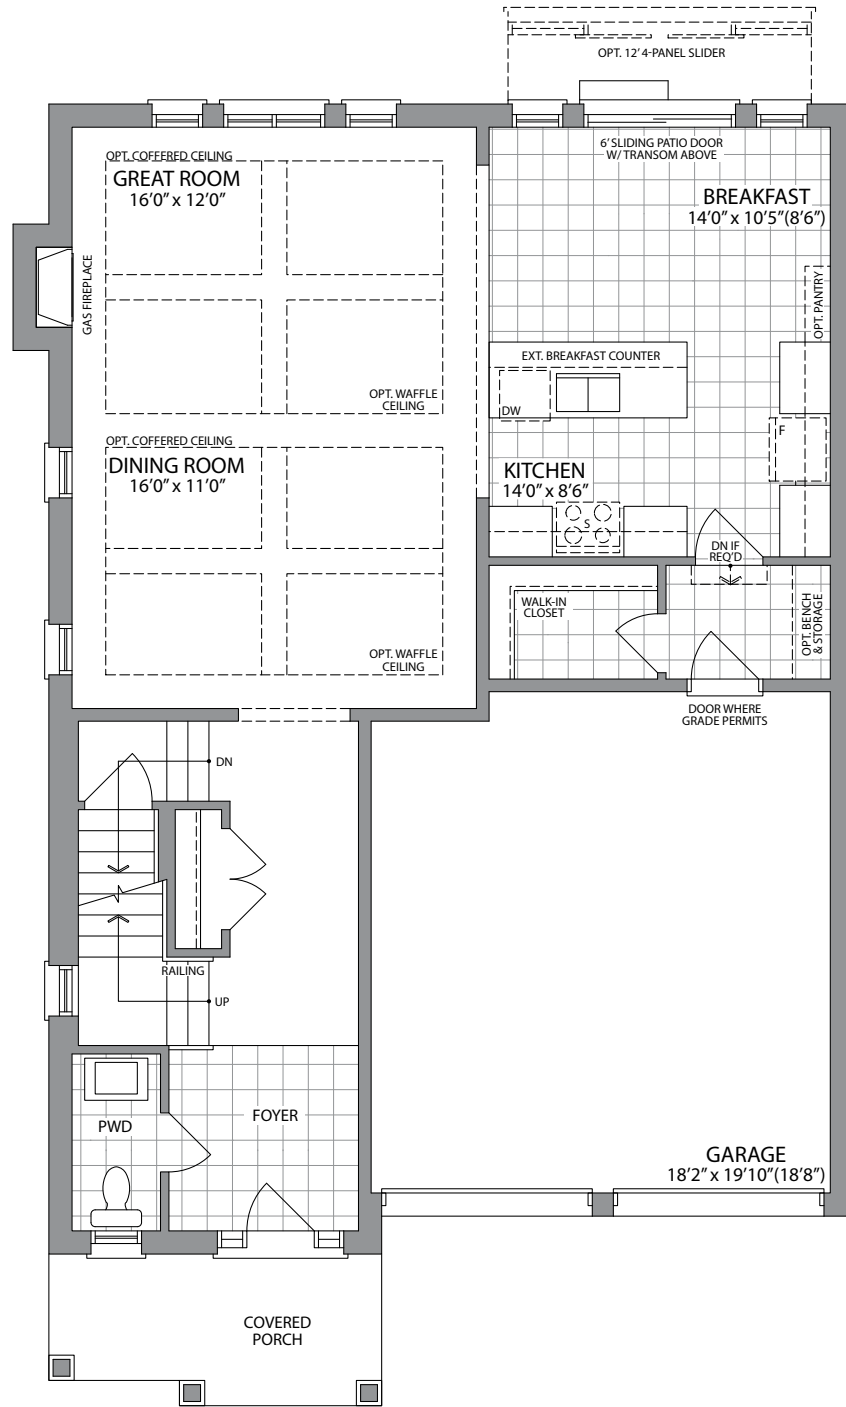 OPT. 12' 4-PANEL SLIDER
6' SLIDING PATIO DOOR
W/ TRANSOM ABOVE
OPT. COFFERED CEILING
GREAT ROOM
16'0" x 12'0"
BREAKFAST
14'0" x 10'5"(8'6")
GAS FIREPLACE
OPT. PANTRY
EXT. BREAKFAST COUNTER
OPT. WAFFLE
CEILING
DW
F
OPT. COFFERED CEILING
DINING ROOM
16'0" x 11'0"
KITCHEN
14'0" x 8'6"
S
DN IF
REQ'D
WALK-IN
CLOSET
OPT. BENCH
& STORAGE
OPT. WAFFLE
CEILING
DOOR WHERE
GRADE PERMITS
DN
RAILING
UP
FOYER
PWD
GARAGE
18'2" x 19'10"(18'8")
COVERED
PORCH